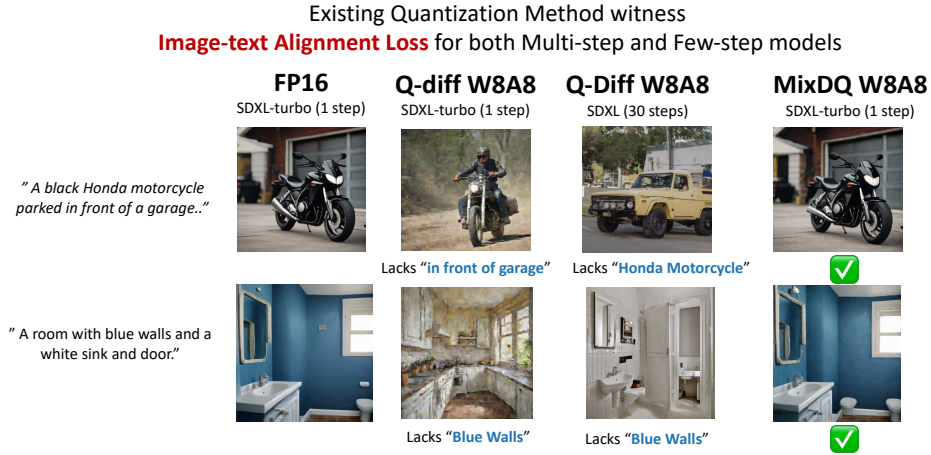 Existing Quantization Method witness
Image-text Alignment Loss for both Multi-step and Few-step models
FP16
SDXL-turbo (1 step)
Q-diff W8A8
SDXL-turbo (1 step)
Q-Diff W8A8
SDXL (30 steps)
MixDQ W8A8
SDXL-turbo (1 step)
” A black Honda motorcycle
parked in front of a garage..”
Lacks “in front of garage”
Lacks “Honda Motorcycle”
” A room with blue walls and a
white sink and door.”
Lacks “Blue Walls”
Lacks “Blue Walls”